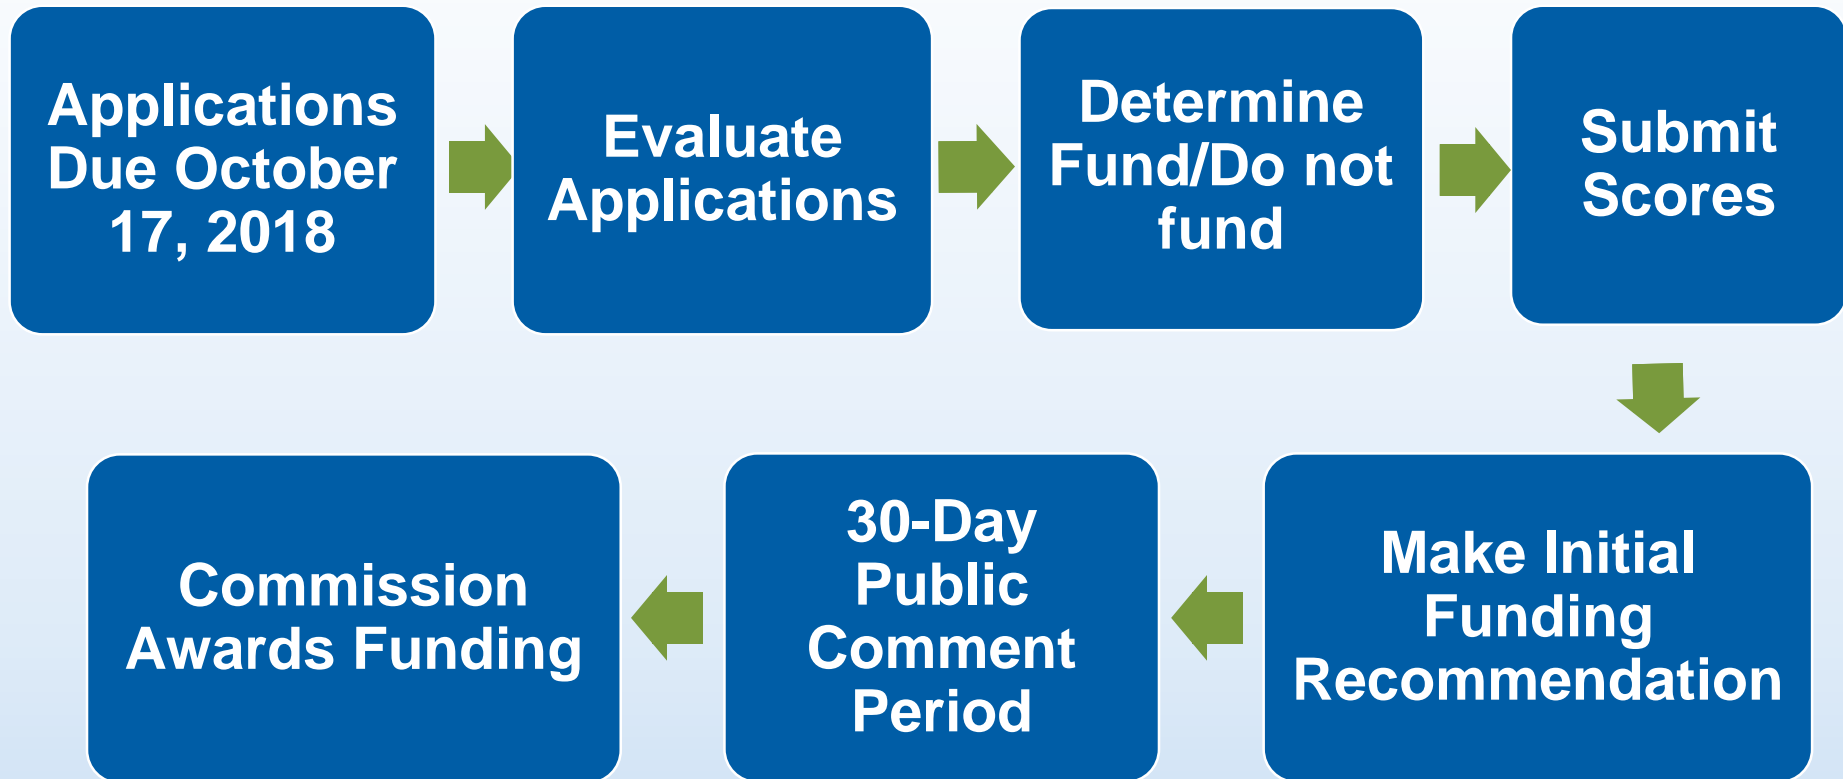 Applications
Due October
17, 2018
Evaluate
Applications
Determine
Fund/Do not
fund
Submit
Scores
Make Initial
Funding
Recommendation
30-Day
Public
Comment
Period
Commission
Awards Funding